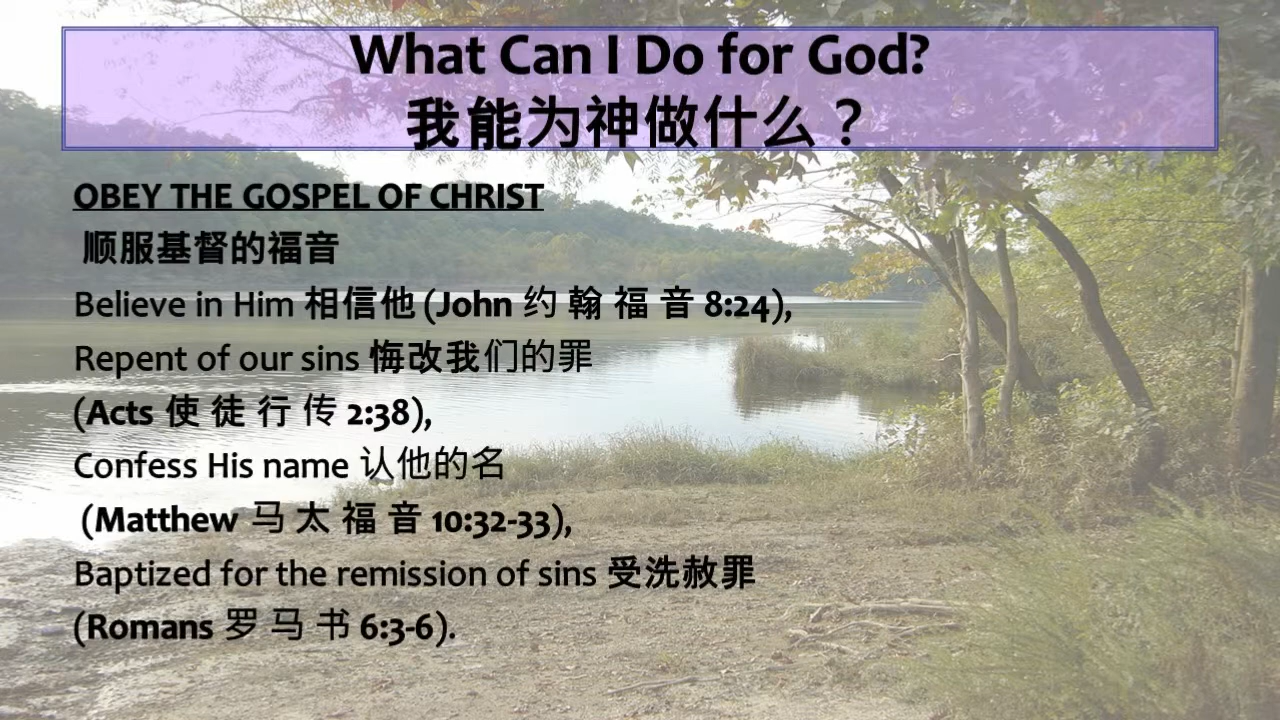 What Can I Do for God?
我能为神做什么？
OBEY THE GOSPEL OF CHRIST
顺服基督的福音
Believe in Him 相信他 (John 约 翰 福 音 8:24),
Repent of our sins 悔改我们的罪
(Acts 使 徒 行 传 2:38),
Confess His name 认他的名
(Matthew 马 太 福 音 10:32-33),
Baptized for the remission of sins 受洗赦罪
(Romans 罗 马 书 6:3-6).